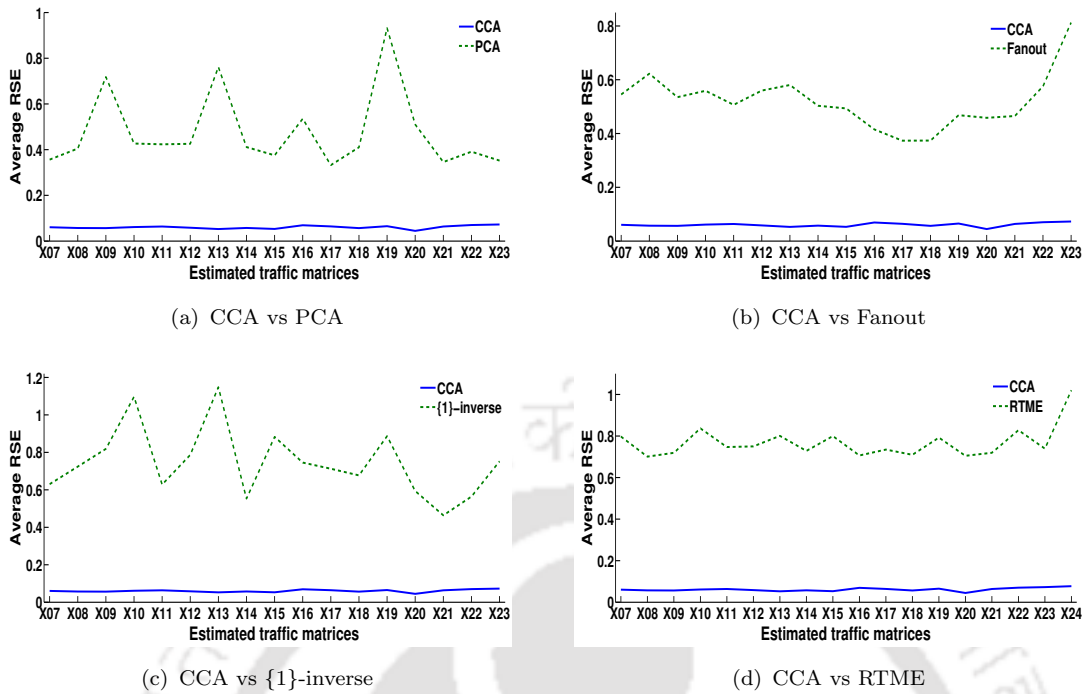 1
0.8
0.6
0.4
0.2
0
Average RSE
CCA
PCA
X07 X08 X09 X10 X11 X12 X13 X14 X15 X16 X17 X18 X19 X20 X21 X22 X23
Estimated traffic matrices
(a) CCA vs PCA
0.8
0.6
0.4
0.2
0
Average RSE
CCA
Fanout
X07 X08 X09 X10 X11 X12 X13 X14 X15 X16 X17 X18 X19 X20 X21 X22 X23
Estimated traffic matrices
(b) CCA vs Fanout
1.2
1
0.8
0.6
0.4
0.2
0
Average RSE
CCA
{1}-inverse
X07 X08 X09 X10 X11 X12 X13 X14 X15 X16 X17 X18 X19 X20 X21 X22 X23
Estimated traffic matrices
(c) CCA vs {1}-inverse
1
0.8
0.6
0.4
0.2
0
Average RSE
CCA
RTME
X07 X08 X09 X10 X11 X12 X13 X14 X15 X16 X17 X18 X19 X20 X21 X22 X23 X24
Estimated traffic matrices
(d) CCA vs RTME